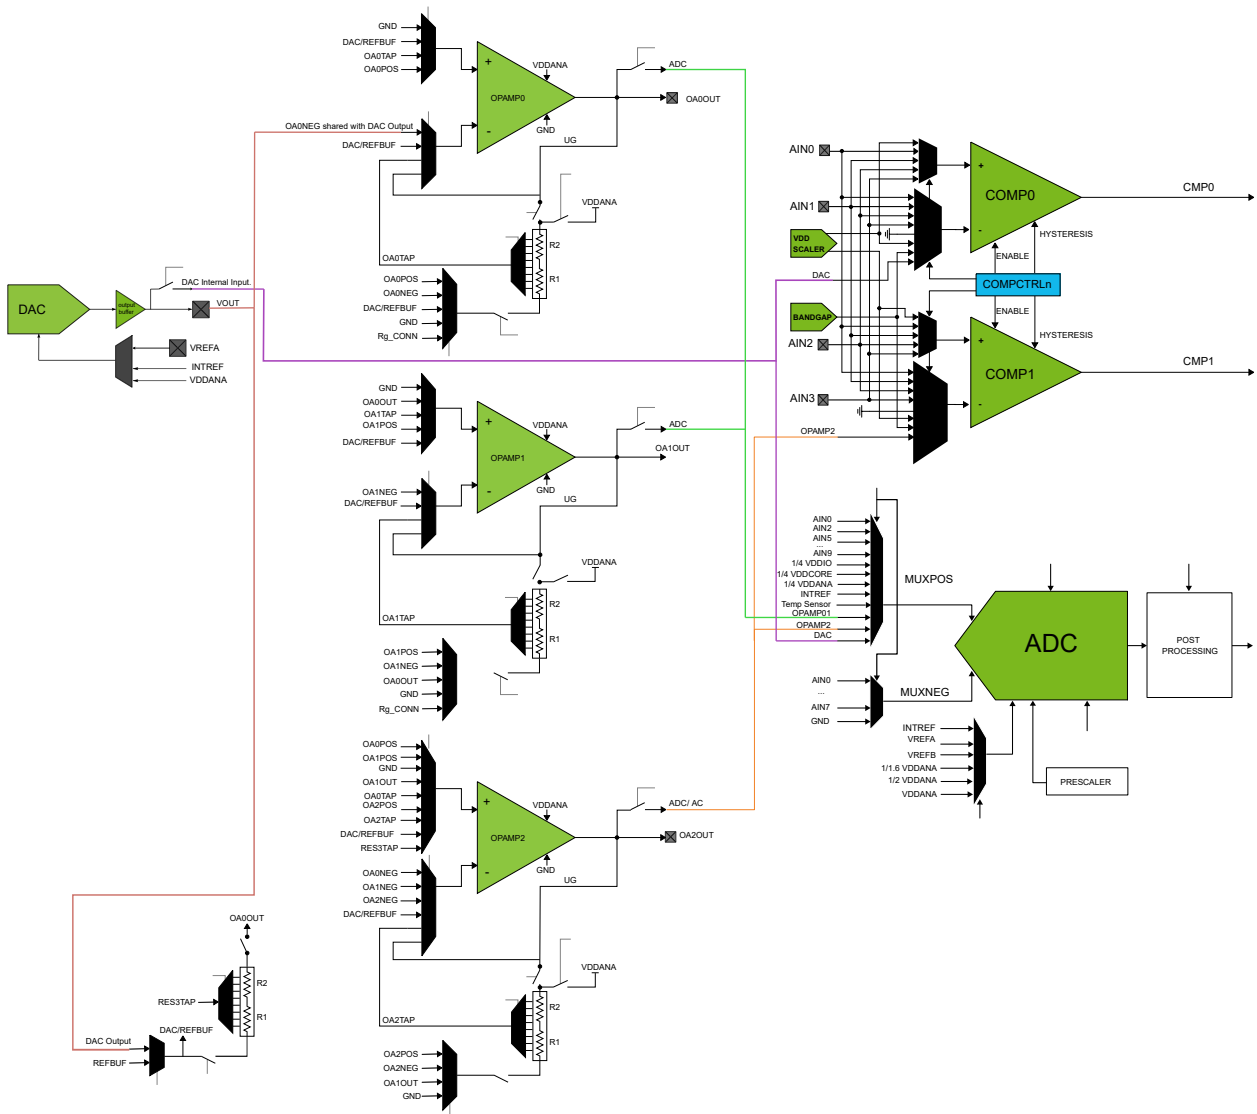 GND
DAC/REFBUF
OA0TAP
OA0POS
VDDANA
OPAMP0
+
-
GND
ADC
OA0OUT
UG
OA0NEG shared with DAC Output
DAC/REFBUF
VDDANA
R2
R1
OA0TAP
OA0POS
OA0NEG
DAC/REFBUF
GND
Rg_CONN
DAC
output
buffer
DAC Internal Input.
VOUT
VREFA
INTREF
VDDANA
GND
OA0OUT
OA1TAP
OA1POS
DAC/REFBUF
VDDANA
OPAMP1
+
-
GND
ADC
OA1OUT
UG
OA1NEG
DAC/REFBUF
VDDANA
R2
R1
OA1TAP
OA1POS
OA1NEG
OA0OUT
GND
Rg_CONN
OA0POS
OA1POS
GND
OA1OUT
OA0TAP
OA2POS
OA2TAP
DAC/REFBUF
RES3TAP
VDDANA
OPAMP2
+
-
GND
ADC/ AC
OA2OUT
UG
OA0NEG
OA1NEG
OA2NEG
DAC/REFBUF
VDDANA
R2
R1
OA2TAP
OA2POS
OA2NEG
OA1OUT
GND
OA0OUT
R2
R1
RES3TAP
DAC/REFBUF
DAC Output
REFBUF
AIN0
AIN1
VDD
SCALER
DAC
BANDGAP
AIN2
AIN3
OPAMP2
+
COMP0
-
CMP0
HYSTERESIS
ENABLE
COMPCTRLn
ENABLE
HYSTERESIS
+
COMP1
-
CMP1
AIN0
AIN2
AIN5
...
AIN9
1/4 VDDIO
1/4 VDDCORE
1/4 VDDANA
INTREF
Temp Sensor
OPAMP01
OPAMP2
DAC
MUXPOS
AIN0
...
AIN7
GND
MUXNEG
ADC
POST
PROCESSING
INTREF
VREFA
VREFB
1/1.6 VDDANA
1/2 VDDANA
VDDANA
PRESCALER